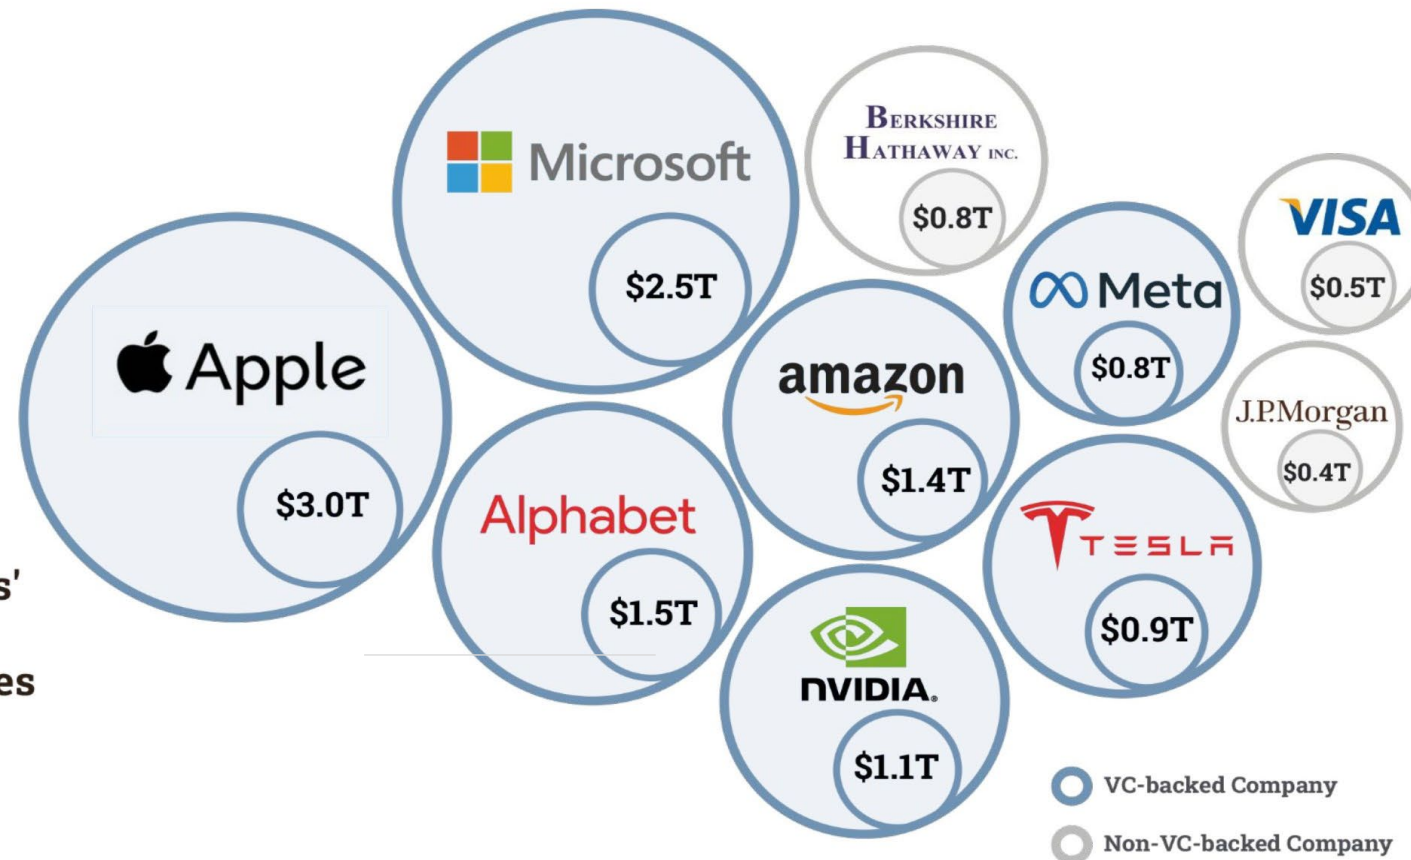 Microsoft
$2.5T
BERKSHIRE
HATHAWAY INC.
$0.8T
VISA
$0.5T
Meta
$0.8T
Apple
$3.0T
amazon
$1.4T
J.P.Morgan
$0.4T
Alphabet
$1.5T
TESLA
$0.9T
NVIDIA.
$1.1T
s'
es
VC-backed Company
Non-VC-backed Company